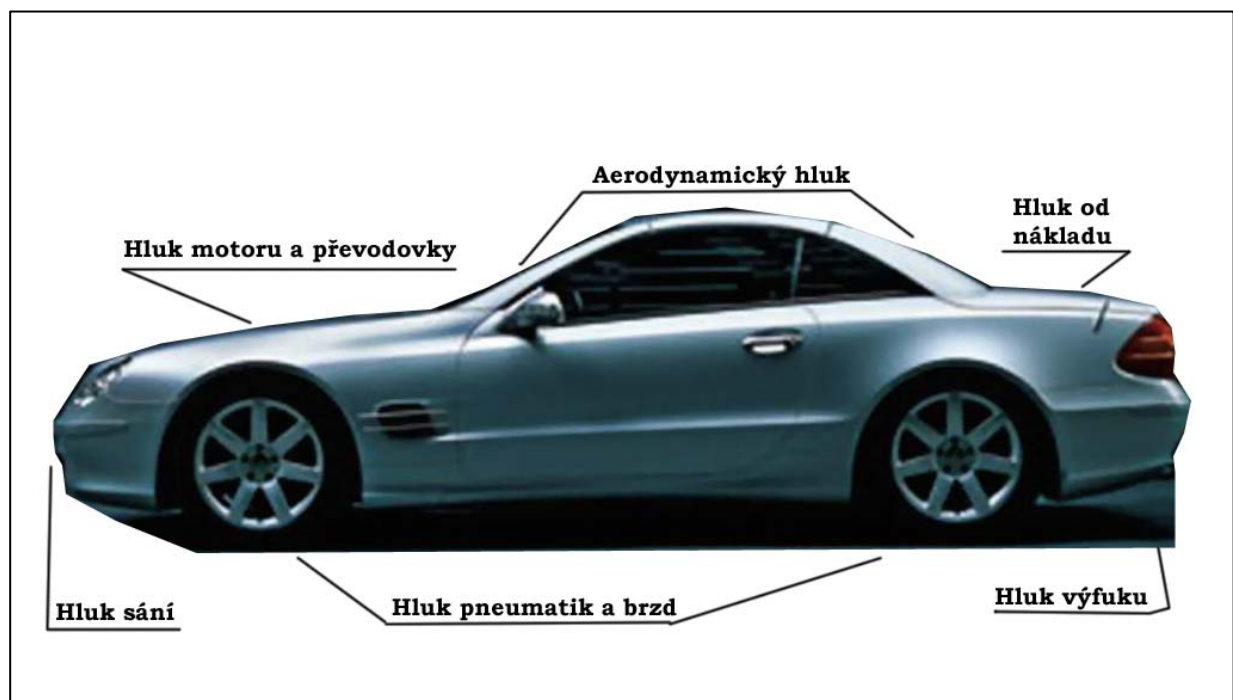 Aerodynamický hluk
Hluk od
nákladu
Hluk motoru a převodovky
Hluk sání
Hluk pneumatik a brzd
Hluk výfuku